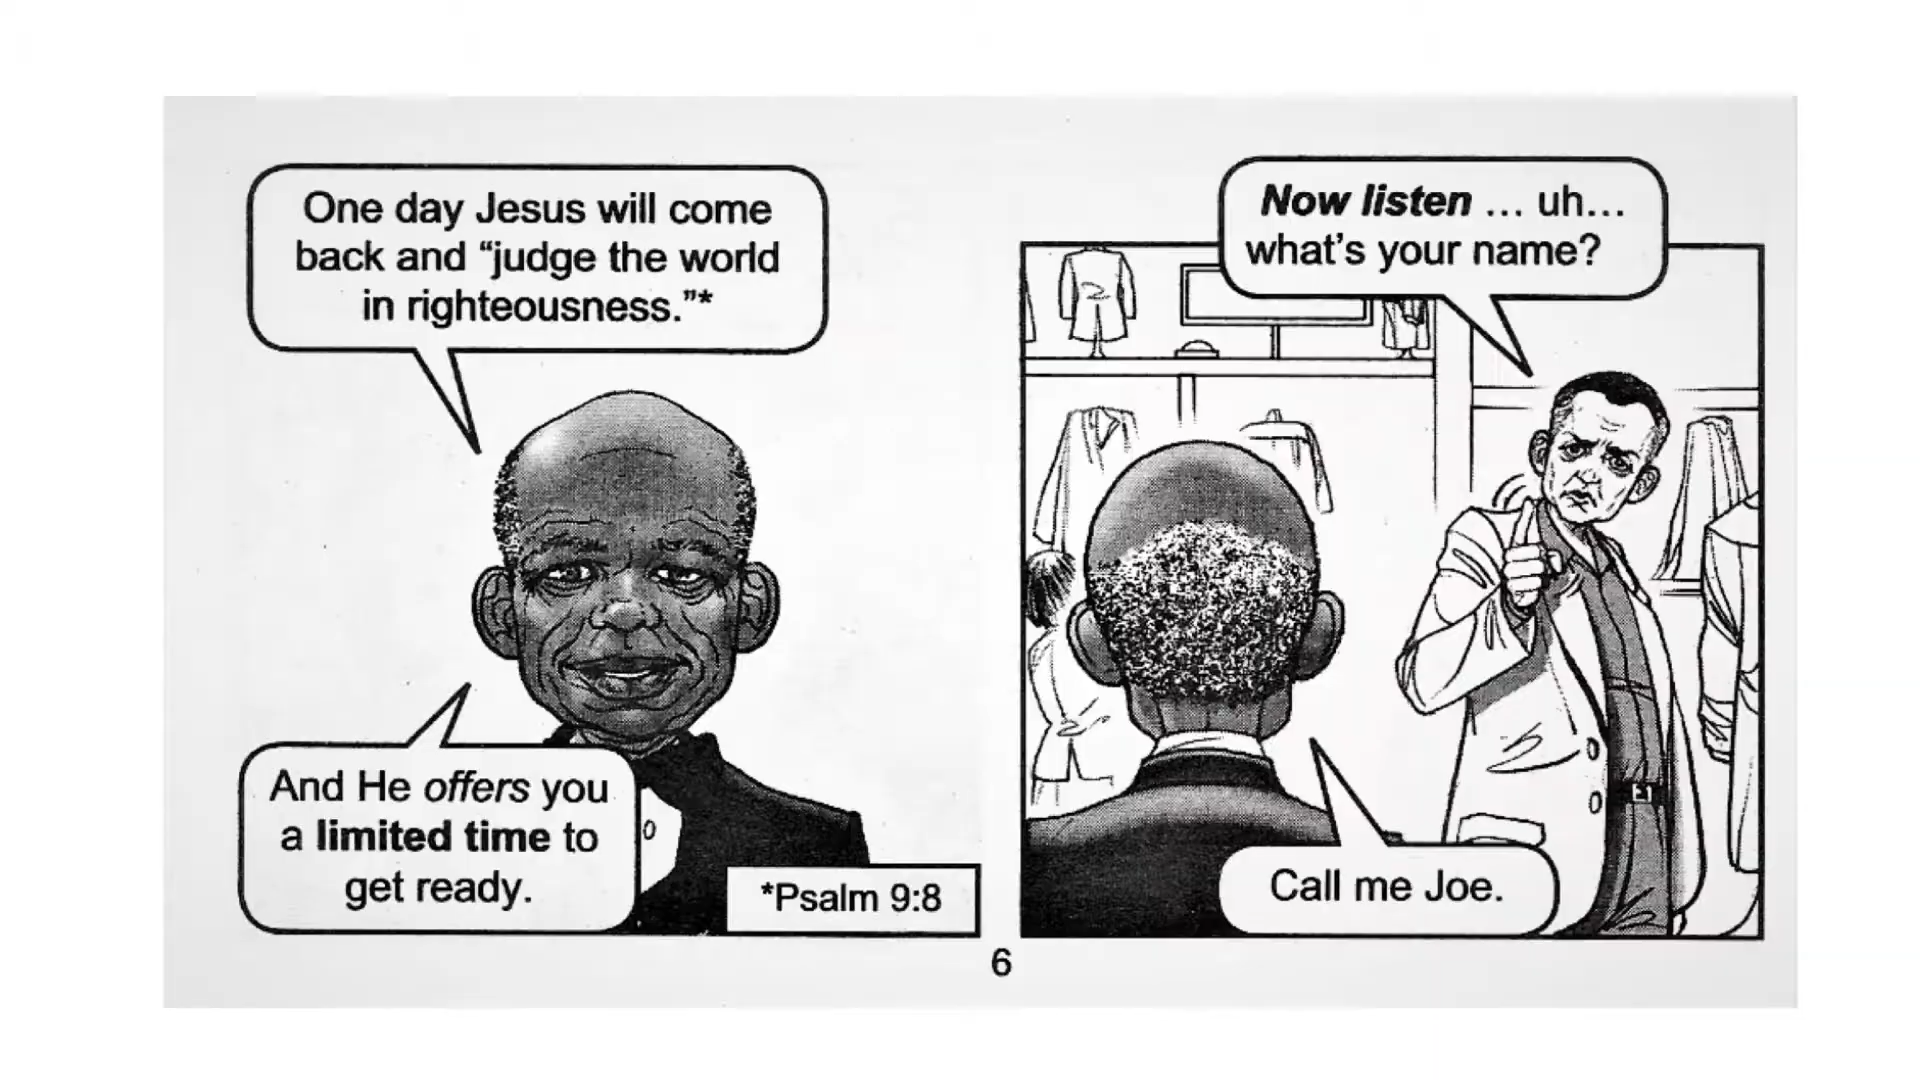 One day Jesus will come
back and “judge the world
in righteousness.”*
And He offers you
a limited time to
get ready.
*Psalm 9:8
Now listen ... uh...
what’s your name?
Call me Joe.
6